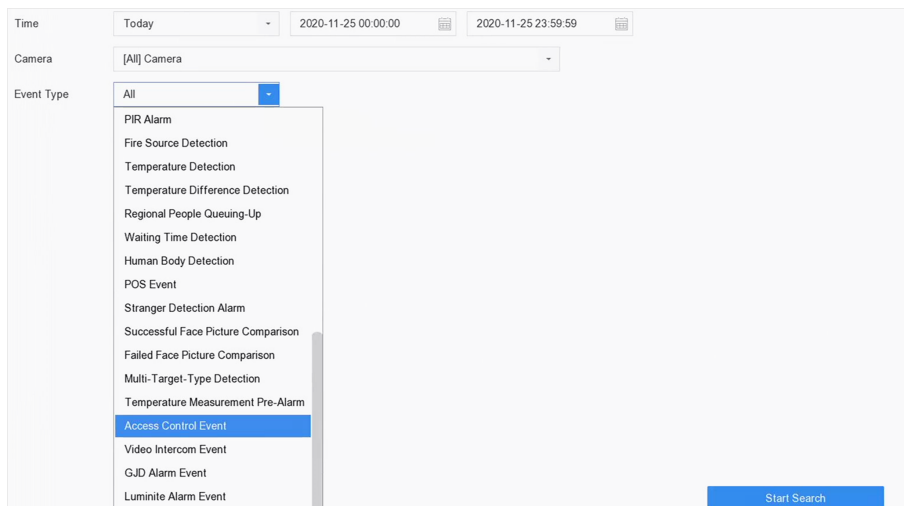 Time Today 2020-11-25 00:00:00 2020-11-25 23:59:59
Camera [All] Camera
Event Type All
PIR Alarm
Fire Source Detection
Temperature Detection
Temperature Difference Detection
Regional People Queuing-Up
Waiting Time Detection
Human Body Detection
POS Event
Stranger Detection Alarm
Successful Face Picture Comparison
Failed Face Picture Comparison
Multi-Target-Type Detection
Temperature Measurement Pre-Alarm
Access Control Event
Video Intercom Event
GJD Alarm Event
Luminite Alarm Event
Start Search